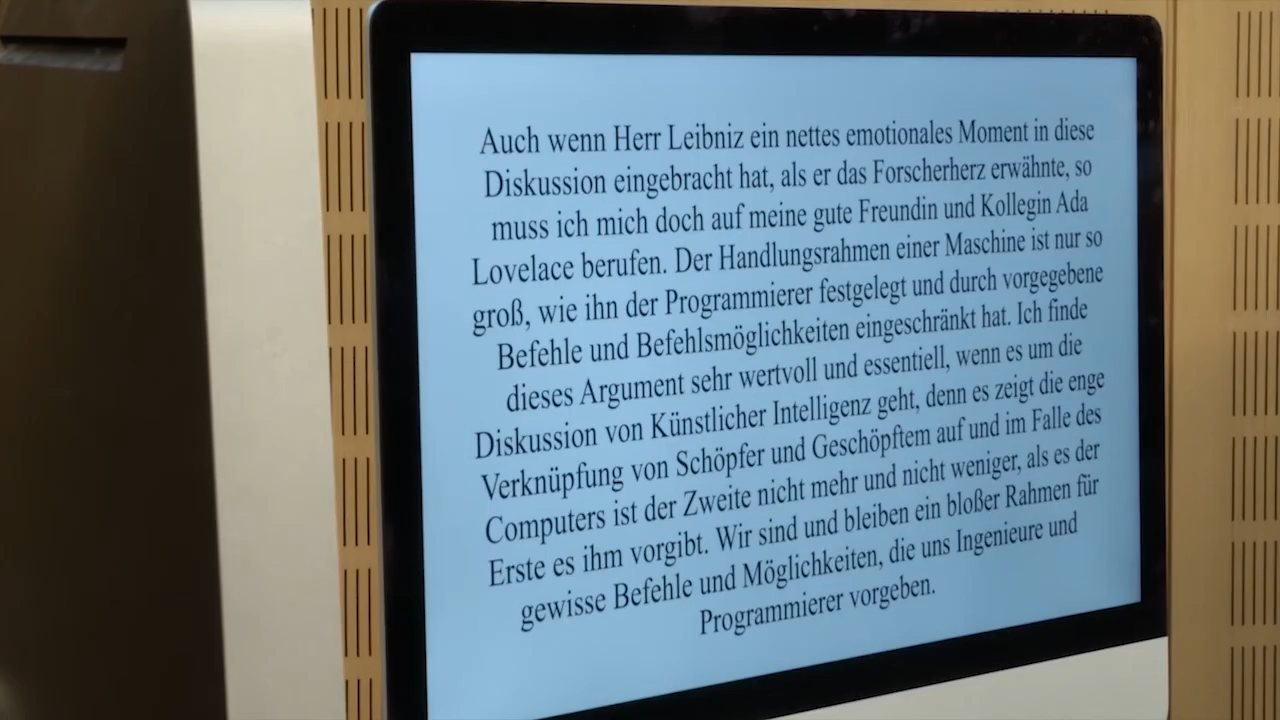 Auch wenn Herr Leibniz ein nettes emotionales Moment in diese
Diskussion eingebracht hat, als er das Forscherherz erwähnte, so
muss ich mich doch auf meine gute Freundin und Kollegin Ada
Lovelace berufen. Der Handlungsrahmen einer Maschine ist nur so
groß, wie ihn der Programmierer festgelegt und durch vorgegebene
Befehle und Befehlsmöglichkeiten eingeschränkt hat. Ich finde
dieses Argument sehr wertvoll und essentiell, wenn es um die
Diskussion von Künstlicher Intelligenz geht, denn es zeigt die enge
Verknüpfung von Schöpfer und Geschöpftem auf und im Falle des
Computers ist der Zweite nicht mehr und nicht weniger, als es der
Erste es ihm vorgibt. Wir sind und bleiben ein bloßer Rahmen für
gewisse Befehle und Möglichkeiten, die uns Ingenieure und
Programmierer vorgeben.